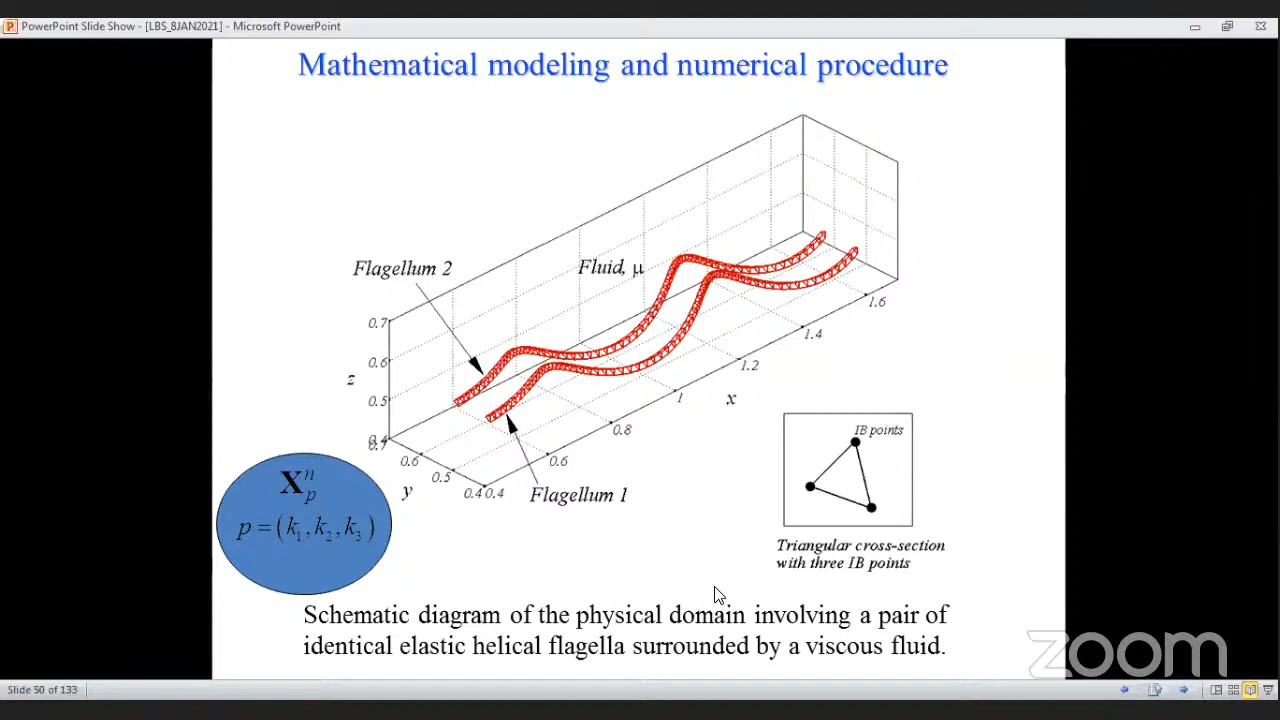 PowerPoint Slide Show - [LBS_8JAN2021] - Microsoft PowerPoint
Mathematical modeling and numerical procedure
Flagellum 2
Fluid, μ
0.7
0.6
0.5
0.4
z
0.7
0.6
0.5
0.4
y
0.4
0.6
0.8
1
1.2
1.4
1.6
x
Flagellum 1
IB points
Triangular cross-section
with three IB points
X_p^n
p = (k_1, k_2, k_3)
Schematic diagram of the physical domain involving a pair of
identical elastic helical flagella surrounded by a viscous fluid.
zoom
Slide 50 of 133